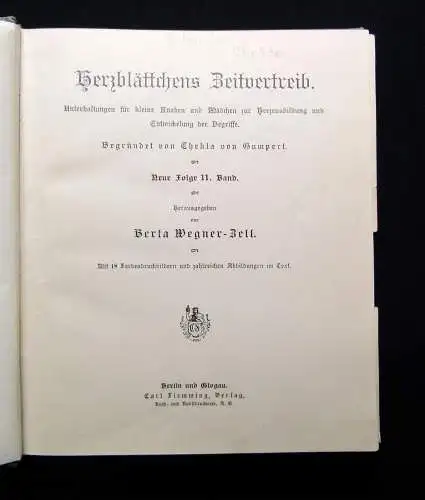 Herzblättchens Zeitvertreib.
Unterhaltungen für kleine Knaben und Mädchen zur Herzensbildung und
Entwickelung der Begriffe.
Begründet von Thekla von Gumpert.
Neue Folge 11. Band.
Herausgegeben
von
Berta Wegner-Zell.
Mit 18 Farbendruckbildern und zahlreichen Abbildungen im Text.
Berlin und Glogau.
Carl Flemming, Verlag,
Buch- und Kunstdruckerei, A. G.